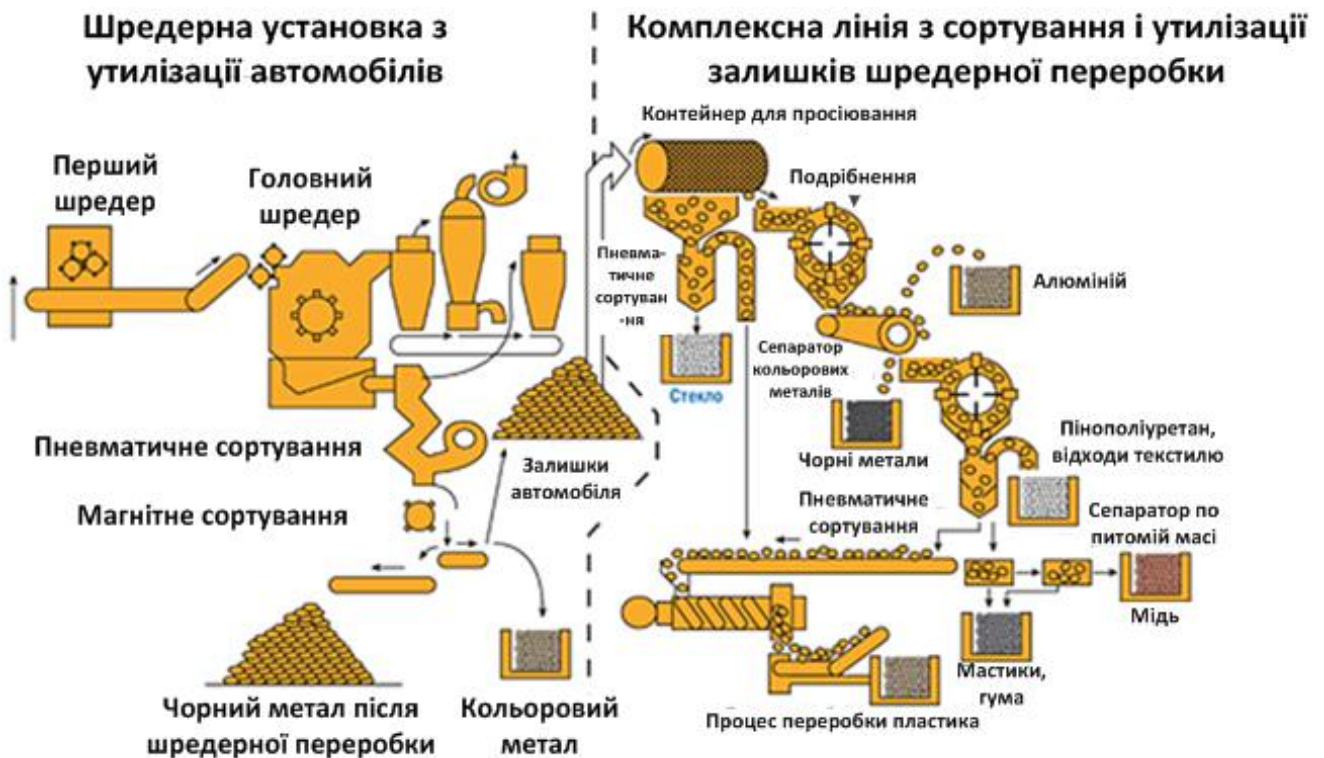 Шредерна установка з
утилізації автомобілів
Комплексна лінія з сортування і утилізації
залишків шредерної переробки
Контейнер для просіювання
Перший
шредер
Головний
шредер
Подрібнення
Пневма-
тичне
сортуван
-ня
Алюміній
Сепаратор
кольорових
металів
Стекло
Пневматичне сортування
Залишки
автомобіля
Чорні метали
Пінополіуретан,
відходи текстилю
Магнітне сортування
Пневматичне
сортування
Сепаратор по
питомій масі
Мідь
Мастики,
гума
Чорний метал після
шредерної переробки
Кольоровий
метал
Процес переробки пластика